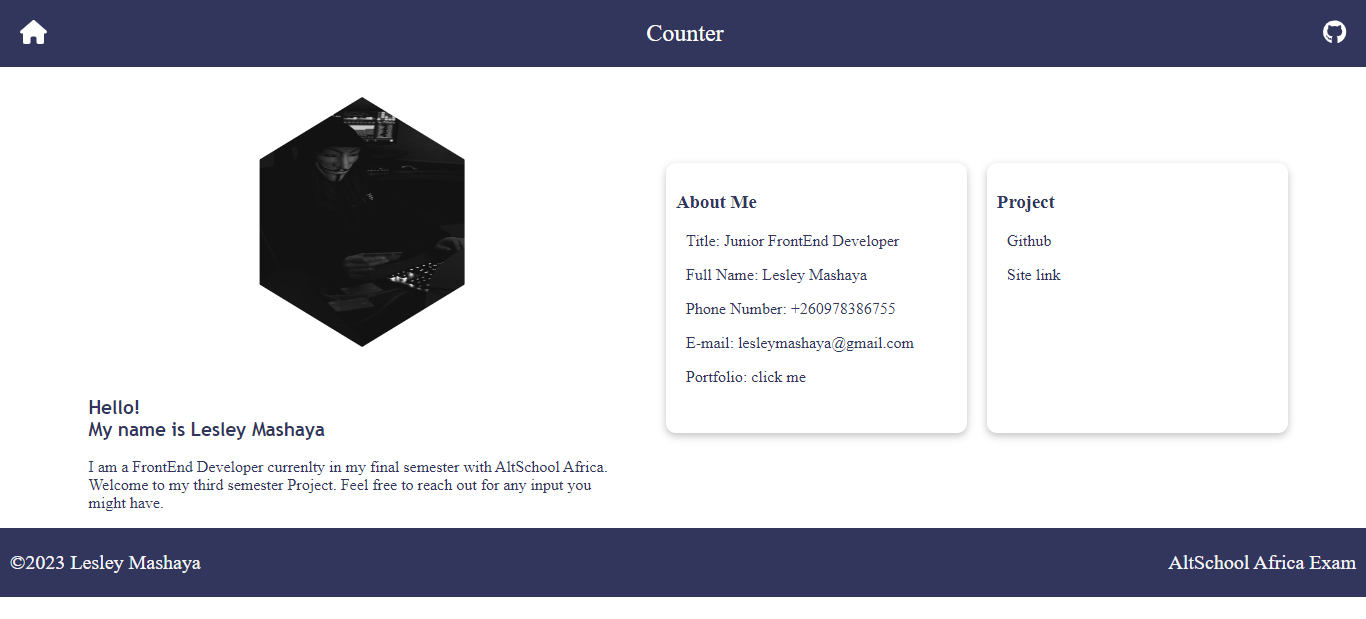 Counter
Hello!
My name is Lesley Mashaya
I am a FrontEnd Developer currenlty in my final semester with AltSchool Africa.
Welcome to my third semester Project. Feel free to reach out for any input you
might have.
About Me
Title: Junior FrontEnd Developer
Full Name: Lesley Mashaya
Phone Number: +260978386755
E-mail: lesleymashaya@gmail.com
Portfolio: click me
Project
Github
Site link
©2023 Lesley Mashaya
AltSchool Africa Exam